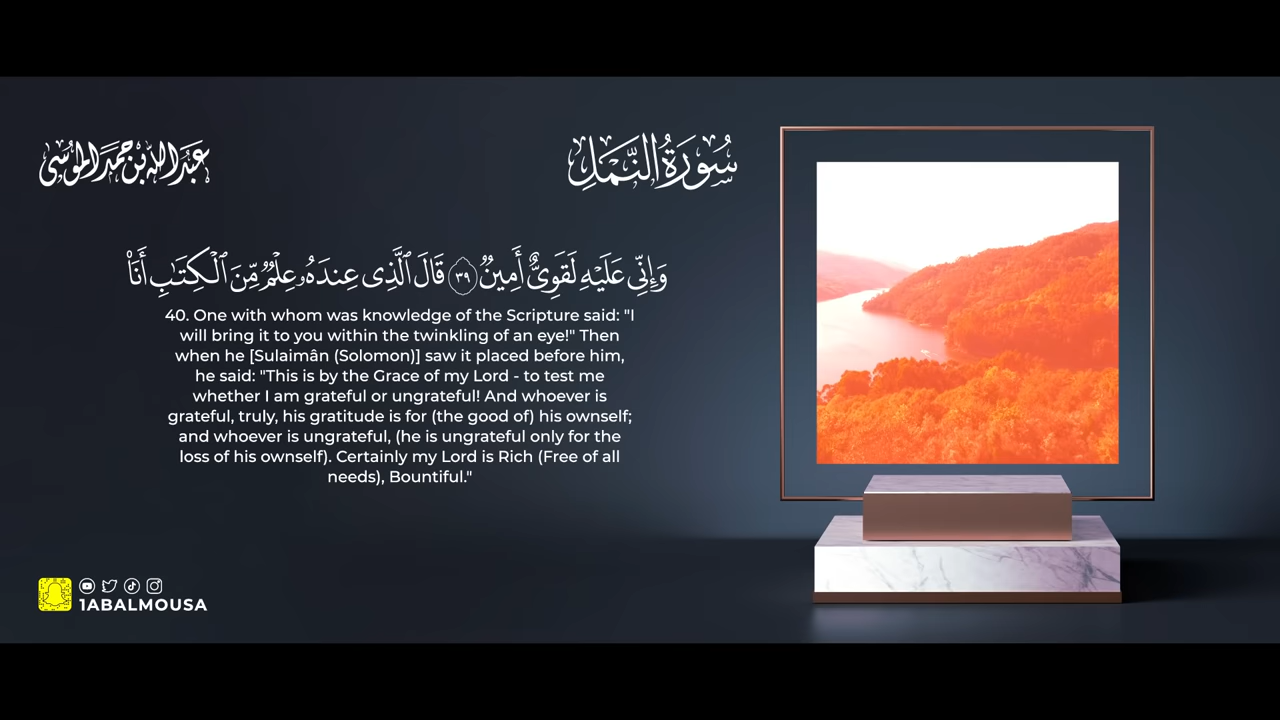 عبدالله بن حمد الموسى
سُورَةُ النَّمْلِ
وَإِنِّى عَلَيْهِ لَقَوِىٌّ أَمِينٌ ٣٩ قَالَ ٱلَّذِى عِندَهُۥ عِلْمٌ مِّنَ ٱلْكِتَٰبِ أَنَا۠
40. One with whom was knowledge of the Scripture said: "I
will bring it to you within the twinkling of an eye!" Then
when he [Sulaimân (Solomon)] saw it placed before him,
he said: "This is by the Grace of my Lord - to test me
whether I am grateful or ungrateful! And whoever is
grateful, truly, his gratitude is for (the good of) his ownself;
and whoever is ungrateful, (he is ungrateful only for the
loss of his ownself). Certainly my Lord is Rich (Free of all
needs), Bountiful."
1ABALMOUSA